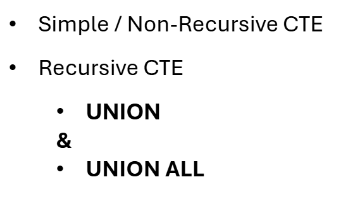 • Simple / Non-Recursive CTE
• Recursive CTE
• UNION
&
• UNION ALL